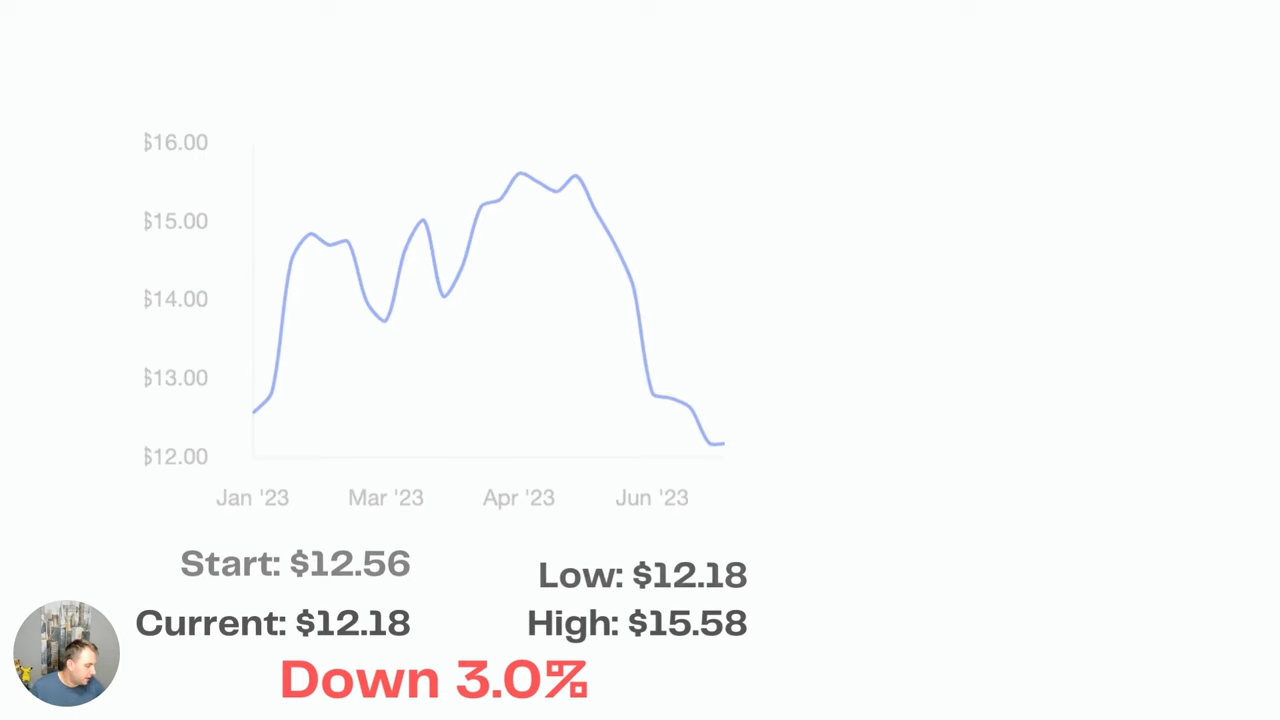 $16.00
$15.00
$14.00
$13.00
$12.00
Jan '23 Mar '23 Apr '23 Jun '23
Start: $12.56
Low: $12.18
Current: $12.18
High: $15.58
Down 3.0%